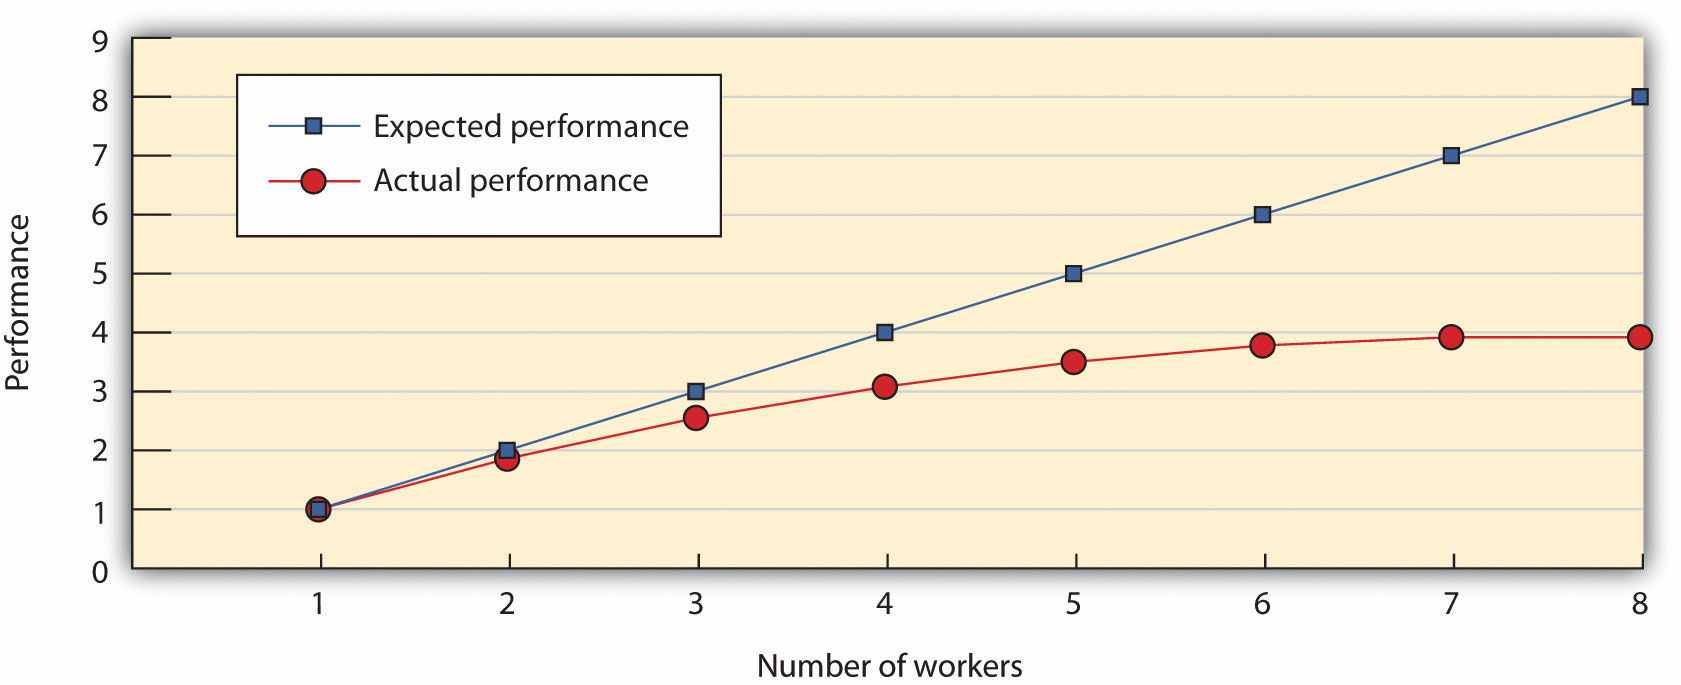 9
8
7
6
5
4
3
2
1
0
Performance
Expected performance
Actual performance
1 2 3 4 5 6 7 8
Number of workers